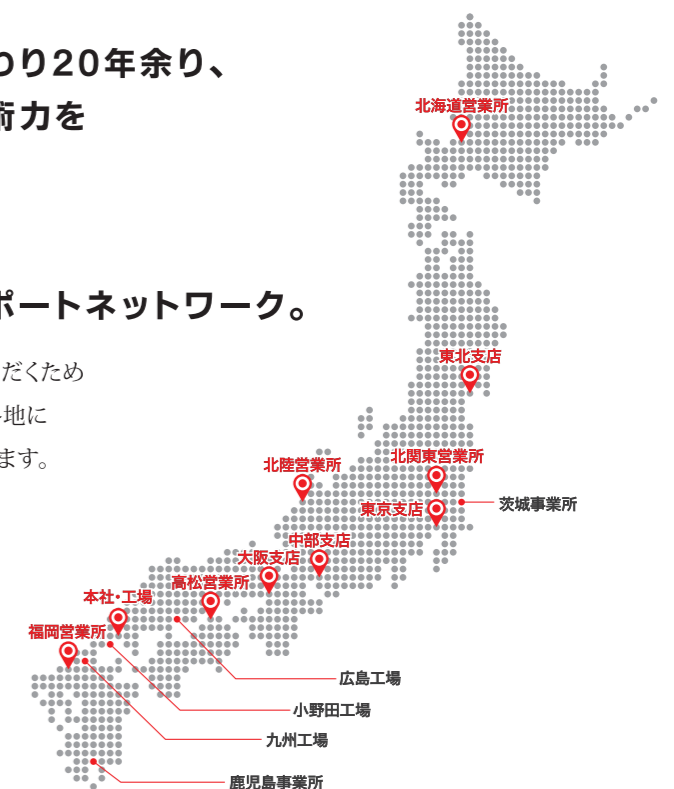 わり20年余り、
術力を
ポートネットワーク。
だくため
地に
ます。
北海道営業所
東北支店
北関東営業所
北陸営業所
東京支店
茨城事業所
中部支店
大阪支店
高松営業所
本社・工場
福岡営業所
広島工場
小野田工場
九州工場
鹿児島事業所